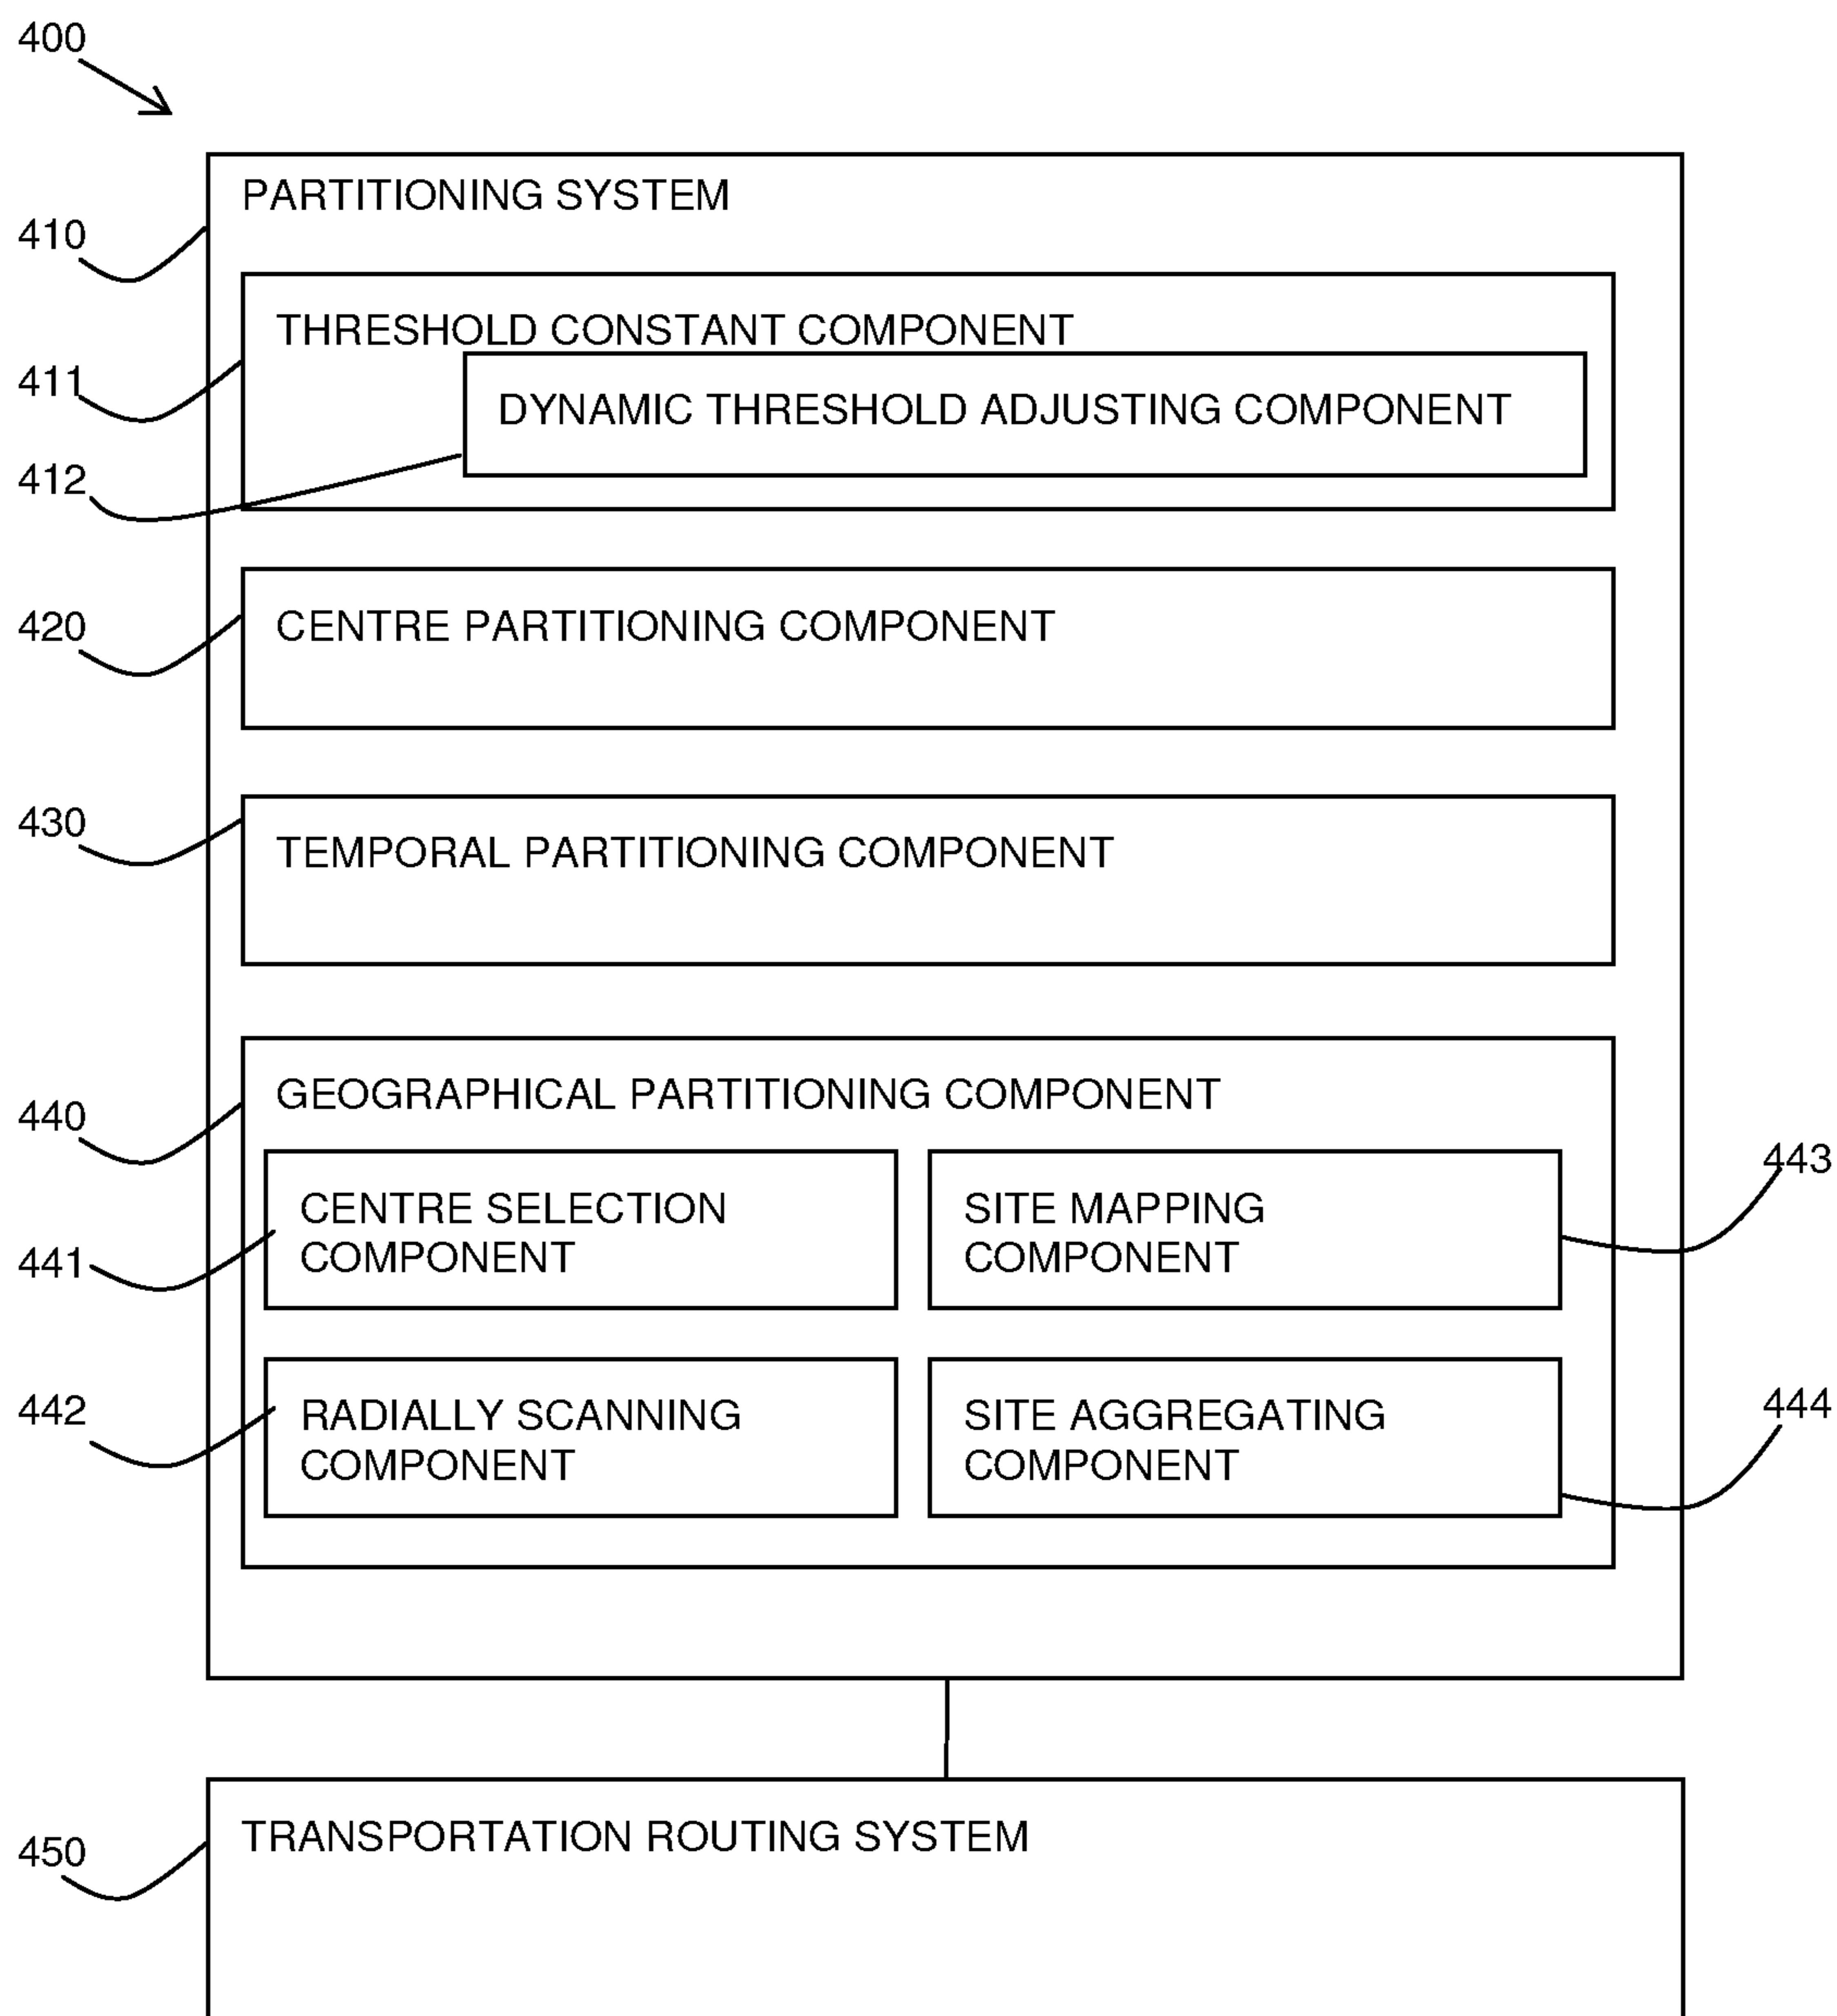 400
PARTITIONING SYSTEM
410
THRESHOLD CONSTANT COMPONENT
411
DYNAMIC THRESHOLD ADJUSTING COMPONENT
412
420
CENTRE PARTITIONING COMPONENT
430
TEMPORAL PARTITIONING COMPONENT
GEOGRAPHICAL PARTITIONING COMPONENT
440
443
CENTRE SELECTION
COMPONENT
SITE MAPPING
COMPONENT
441
442
444
RADIALLY SCANNING
COMPONENT
SITE AGGREGATING
COMPONENT
TRANSPORTATION ROUTING SYSTEM
450